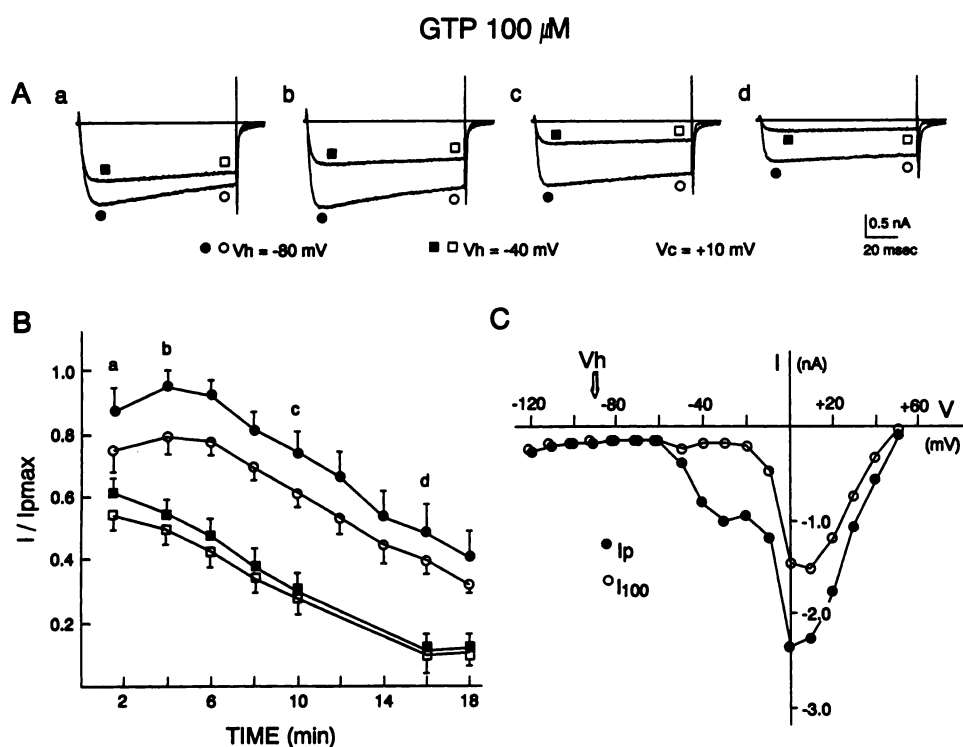 GTP 100 µM
A
a
b
c
d
0.5 nA
20 msec
● ○ Vh = -80 mV
■ □ Vh = -40 mV
Vc = +10 mV
B
a
b
c
d
I / Ipmax
1.0
0.8
0.6
0.4
0.2
2
6
10
14
18
TIME (min)
C
Vh
I (nA)
-120
-80
-40
+20
+60
V
(mV)
-1.0
-2.0
-3.0
● Ip
○ I100